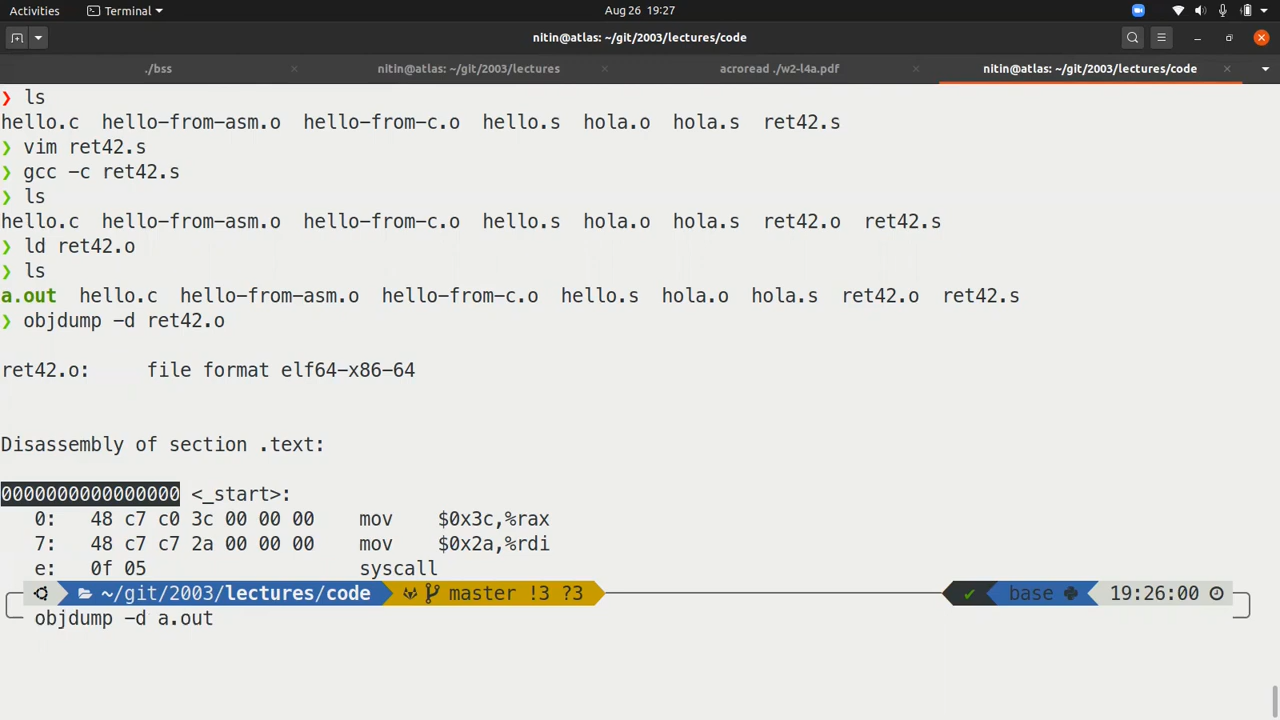 Activities Terminal Aug 26 19:27
nitin@atlas: ~/git/2003/lectures/code
./bss nitin@atlas: ~/git/2003/lectures acroread ./w2-l4a.pdf nitin@atlas: ~/git/2003/lectures/code
❯ ls
hello.c hello-from-asm.o hello-from-c.o hello.s hola.o hola.s ret42.s
❯ vim ret42.s
❯ gcc -c ret42.s
❯ ls
hello.c hello-from-asm.o hello-from-c.o hello.s hola.o hola.s ret42.o ret42.s
❯ ld ret42.o
❯ ls
a.out hello.c hello-from-asm.o hello-from-c.o hello.s hola.o hola.s ret42.o ret42.s
❯ objdump -d ret42.o
ret42.o: file format elf64-x86-64
Disassembly of section .text:
0000000000000000 <_start>:
0: 48 c7 c0 3c 00 00 00 mov $0x3c,%rax
7: 48 c7 c7 2a 00 00 00 mov $0x2a,%rdi
e: 0f 05 syscall
~/git/2003/lectures/code master !3 ?3 ✔ base 19:26:00
objdump -d a.out